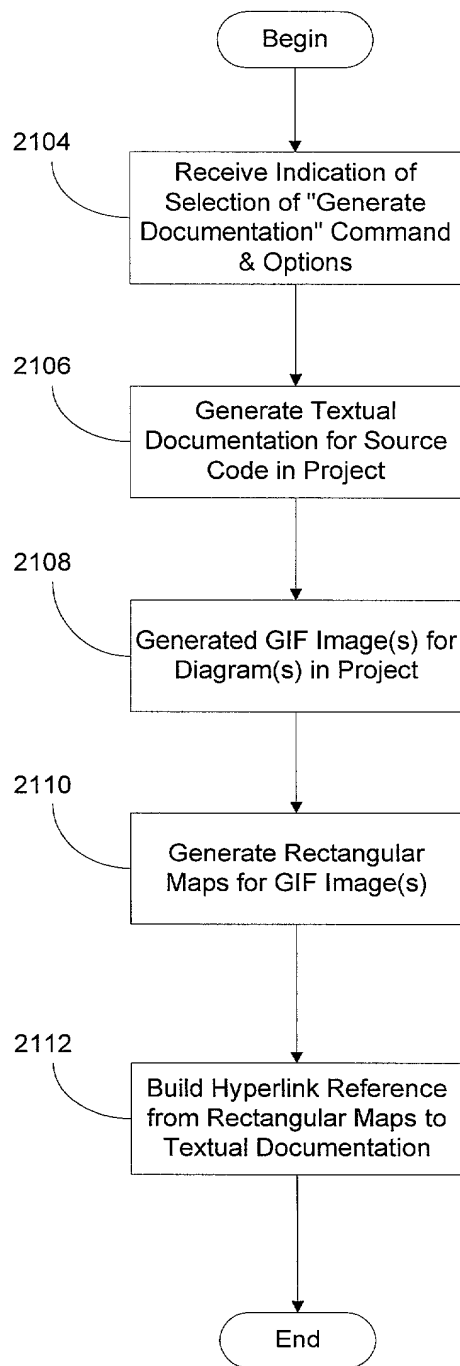 Begin
2104
Receive Indication of
Selection of "Generate
Documentation" Command
& Options
2106
Generate Textual
Documentation for Source
Code in Project
2108
Generated GIF Image(s) for
Diagram(s) in Project
2110
Generate Rectangular
Maps for GIF Image(s)
2112
Build Hyperlink Reference
from Rectangular Maps to
Textual Documentation
End